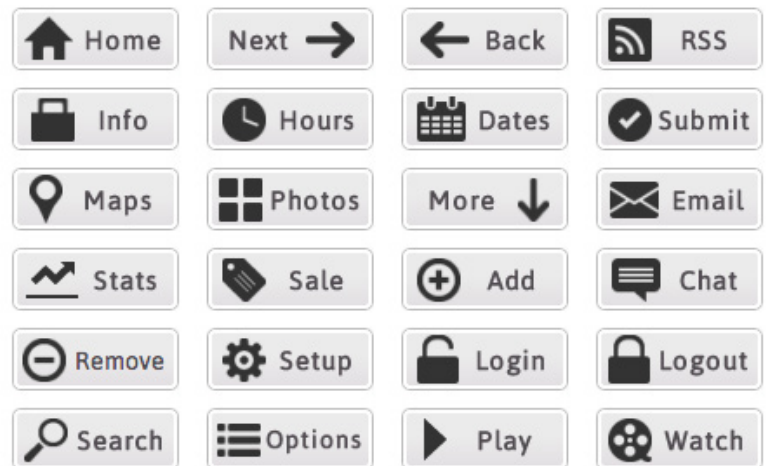 Home Next Back RSS
Info Hours Dates Submit
Maps Photos More Email
Stats Sale Add Chat
Remove Setup Login Logout
Search Options Play Watch